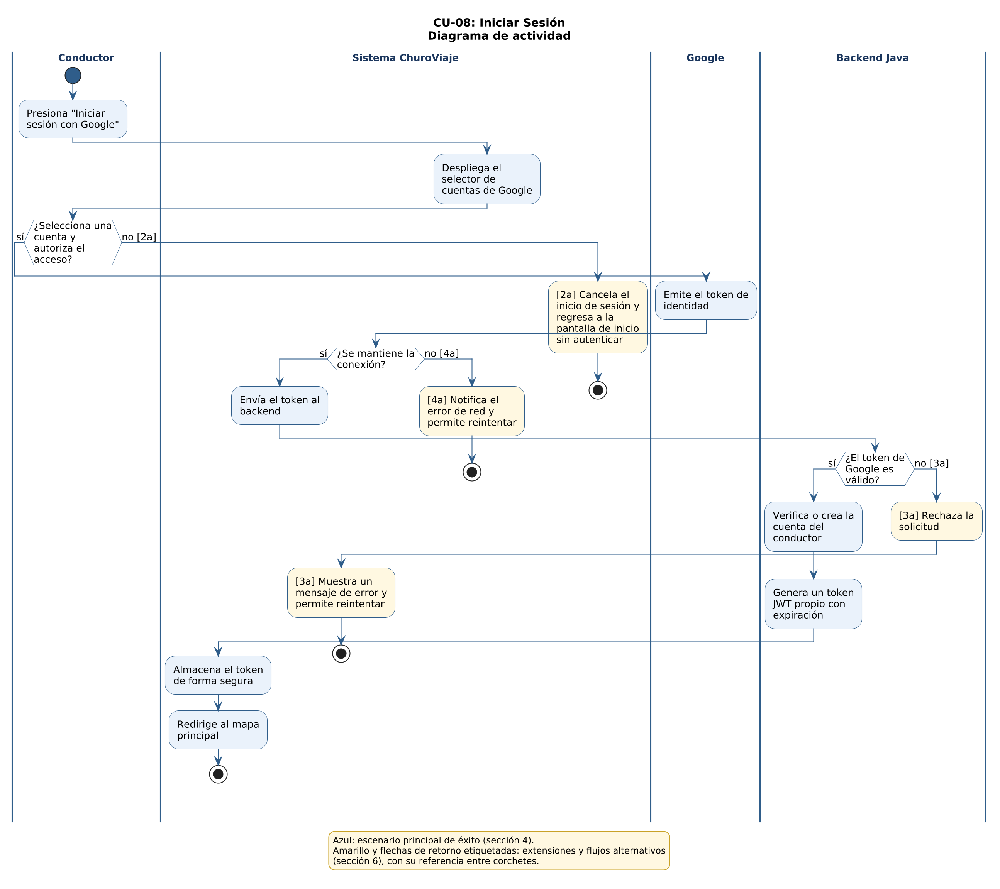 CU-08: Iniciar Sesión
Diagrama de actividad
Conductor
Sistema ChuroViaje
Google
Backend Java
Presiona "Iniciar
sesión con Google"
Despliega el
selector de
cuentas de Google
sí
¿Selecciona una
cuenta y
autoriza el
acceso?
no [2a]
[2a] Cancela el
inicio de sesión y
regresa a la
pantalla de inicio
sin autenticar
Emite el token de
identidad
sí
¿Se mantiene la
conexión?
no [4a]
Envía el token al
backend
[4a] Notifica el
error de red y
permite reintentar
sí
¿El token de
Google es
válido?
no [3a]
Verifica o crea la
cuenta del
conductor
[3a] Rechaza la
solicitud
[3a] Muestra un
mensaje de error y
permite reintentar
Genera un token
JWT propio con
expiración
Almacena el token
de forma segura
Redirige al mapa
principal
Azul: escenario principal de éxito (sección 4).
Amarillo y flechas de retorno etiquetadas: extensiones y flujos alternativos
(sección 6), con su referencia entre corchetes.